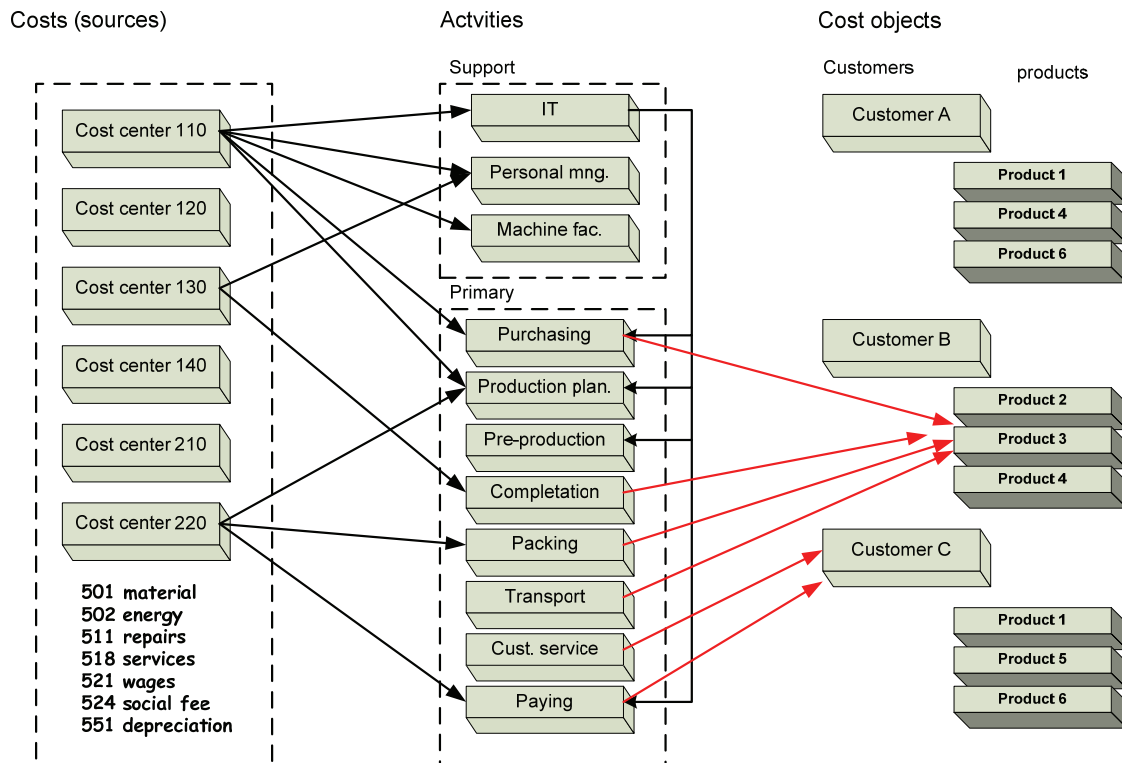 Costs (sources)
Actvities
Cost objects
Support
Customers
products
Cost center 110
Cost center 120
Cost center 130
Cost center 140
Cost center 210
Cost center 220
501 material
502 energy
511 repairs
518 services
521 wages
524 social fee
551 depreciation
IT
Personal mng.
Machine fac.
Primary
Purchasing
Production plan.
Pre-production
Completation
Packing
Transport
Cust. service
Paying
Customer A
Product 1
Product 4
Product 6
Customer B
Product 2
Product 3
Product 4
Customer C
Product 1
Product 5
Product 6